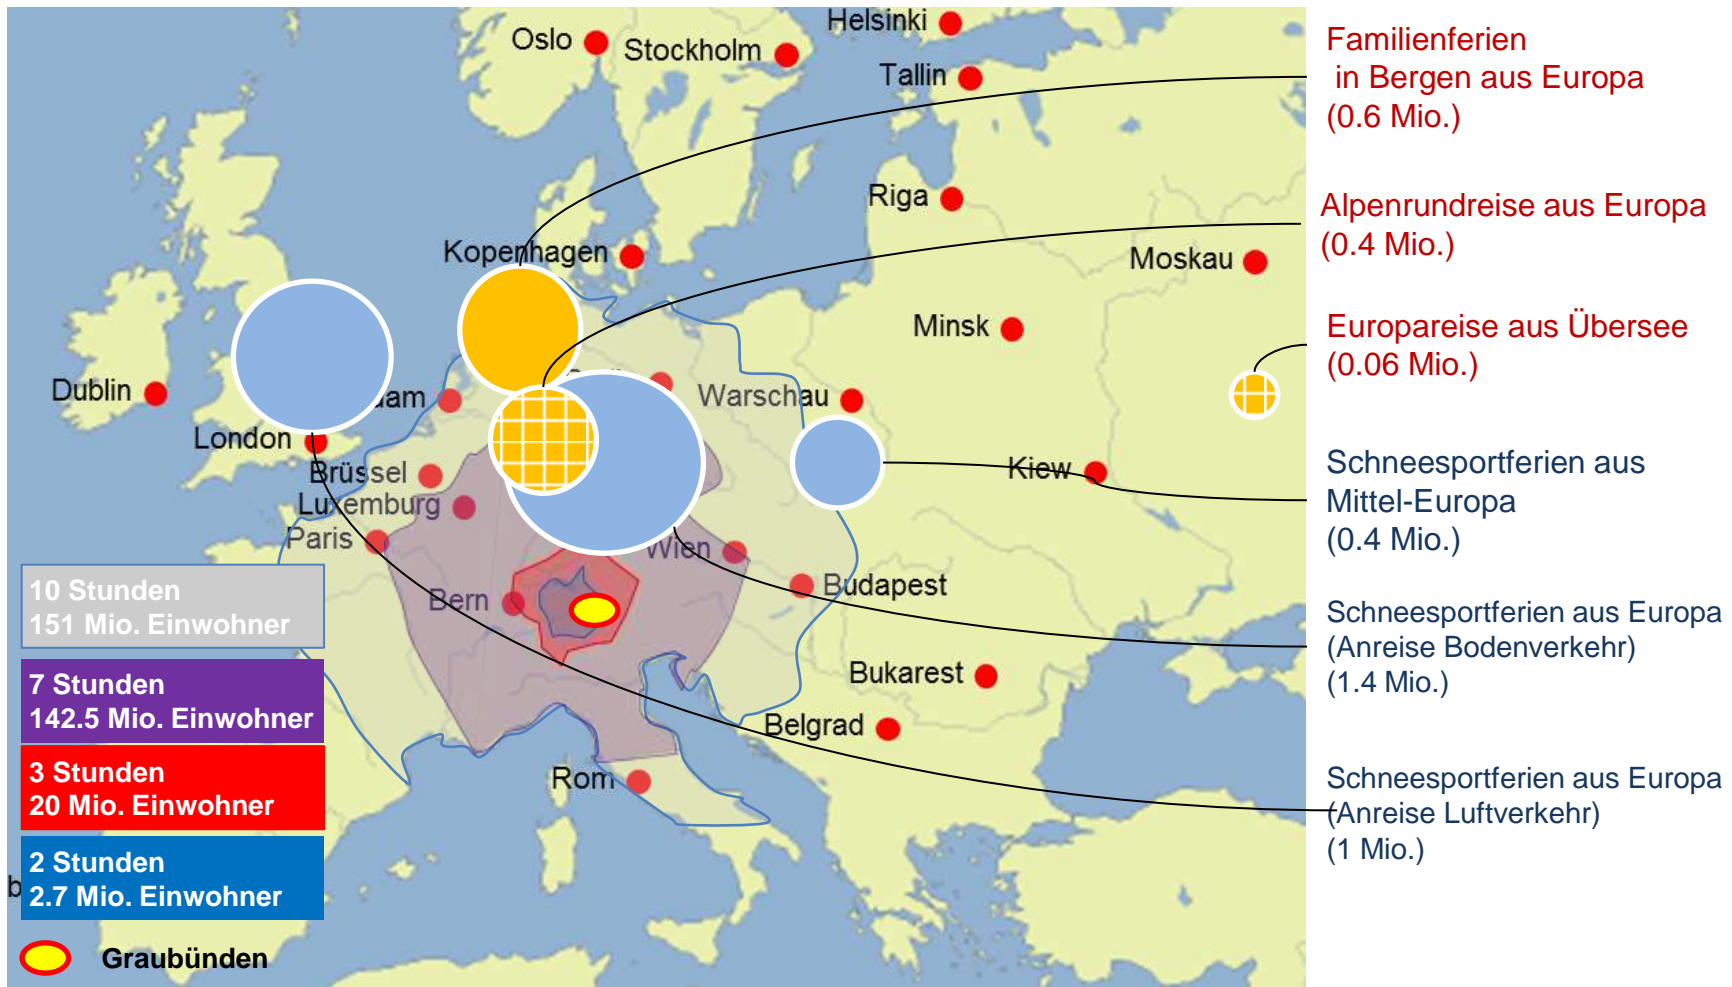 Helsinki
Oslo
Stockholm
Tallin
Riga
Kopenhagen
Moskau
Minsk
Dublin
dam
Warschau
London
Brüssel
Kiew
Luxemburg
Paris
Wien
Budapest
Bern
Bukarest
Belgrad
Rom
b
10 Stunden
151 Mio. Einwohner
7 Stunden
142.5 Mio. Einwohner
3 Stunden
20 Mio. Einwohner
2 Stunden
2.7 Mio. Einwohner
Graubünden
Familienferien
in Bergen aus Europa
(0.6 Mio.)
Alpenrundreise aus Europa
(0.4 Mio.)
Europareise aus Übersee
(0.06 Mio.)
Schneesportferien aus
Mittel-Europa
(0.4 Mio.)
Schneesportferien aus Europa
(Anreise Bodenverkehr)
(1.4 Mio.)
Schneesportferien aus Europa
(Anreise Luftverkehr)
(1 Mio.)